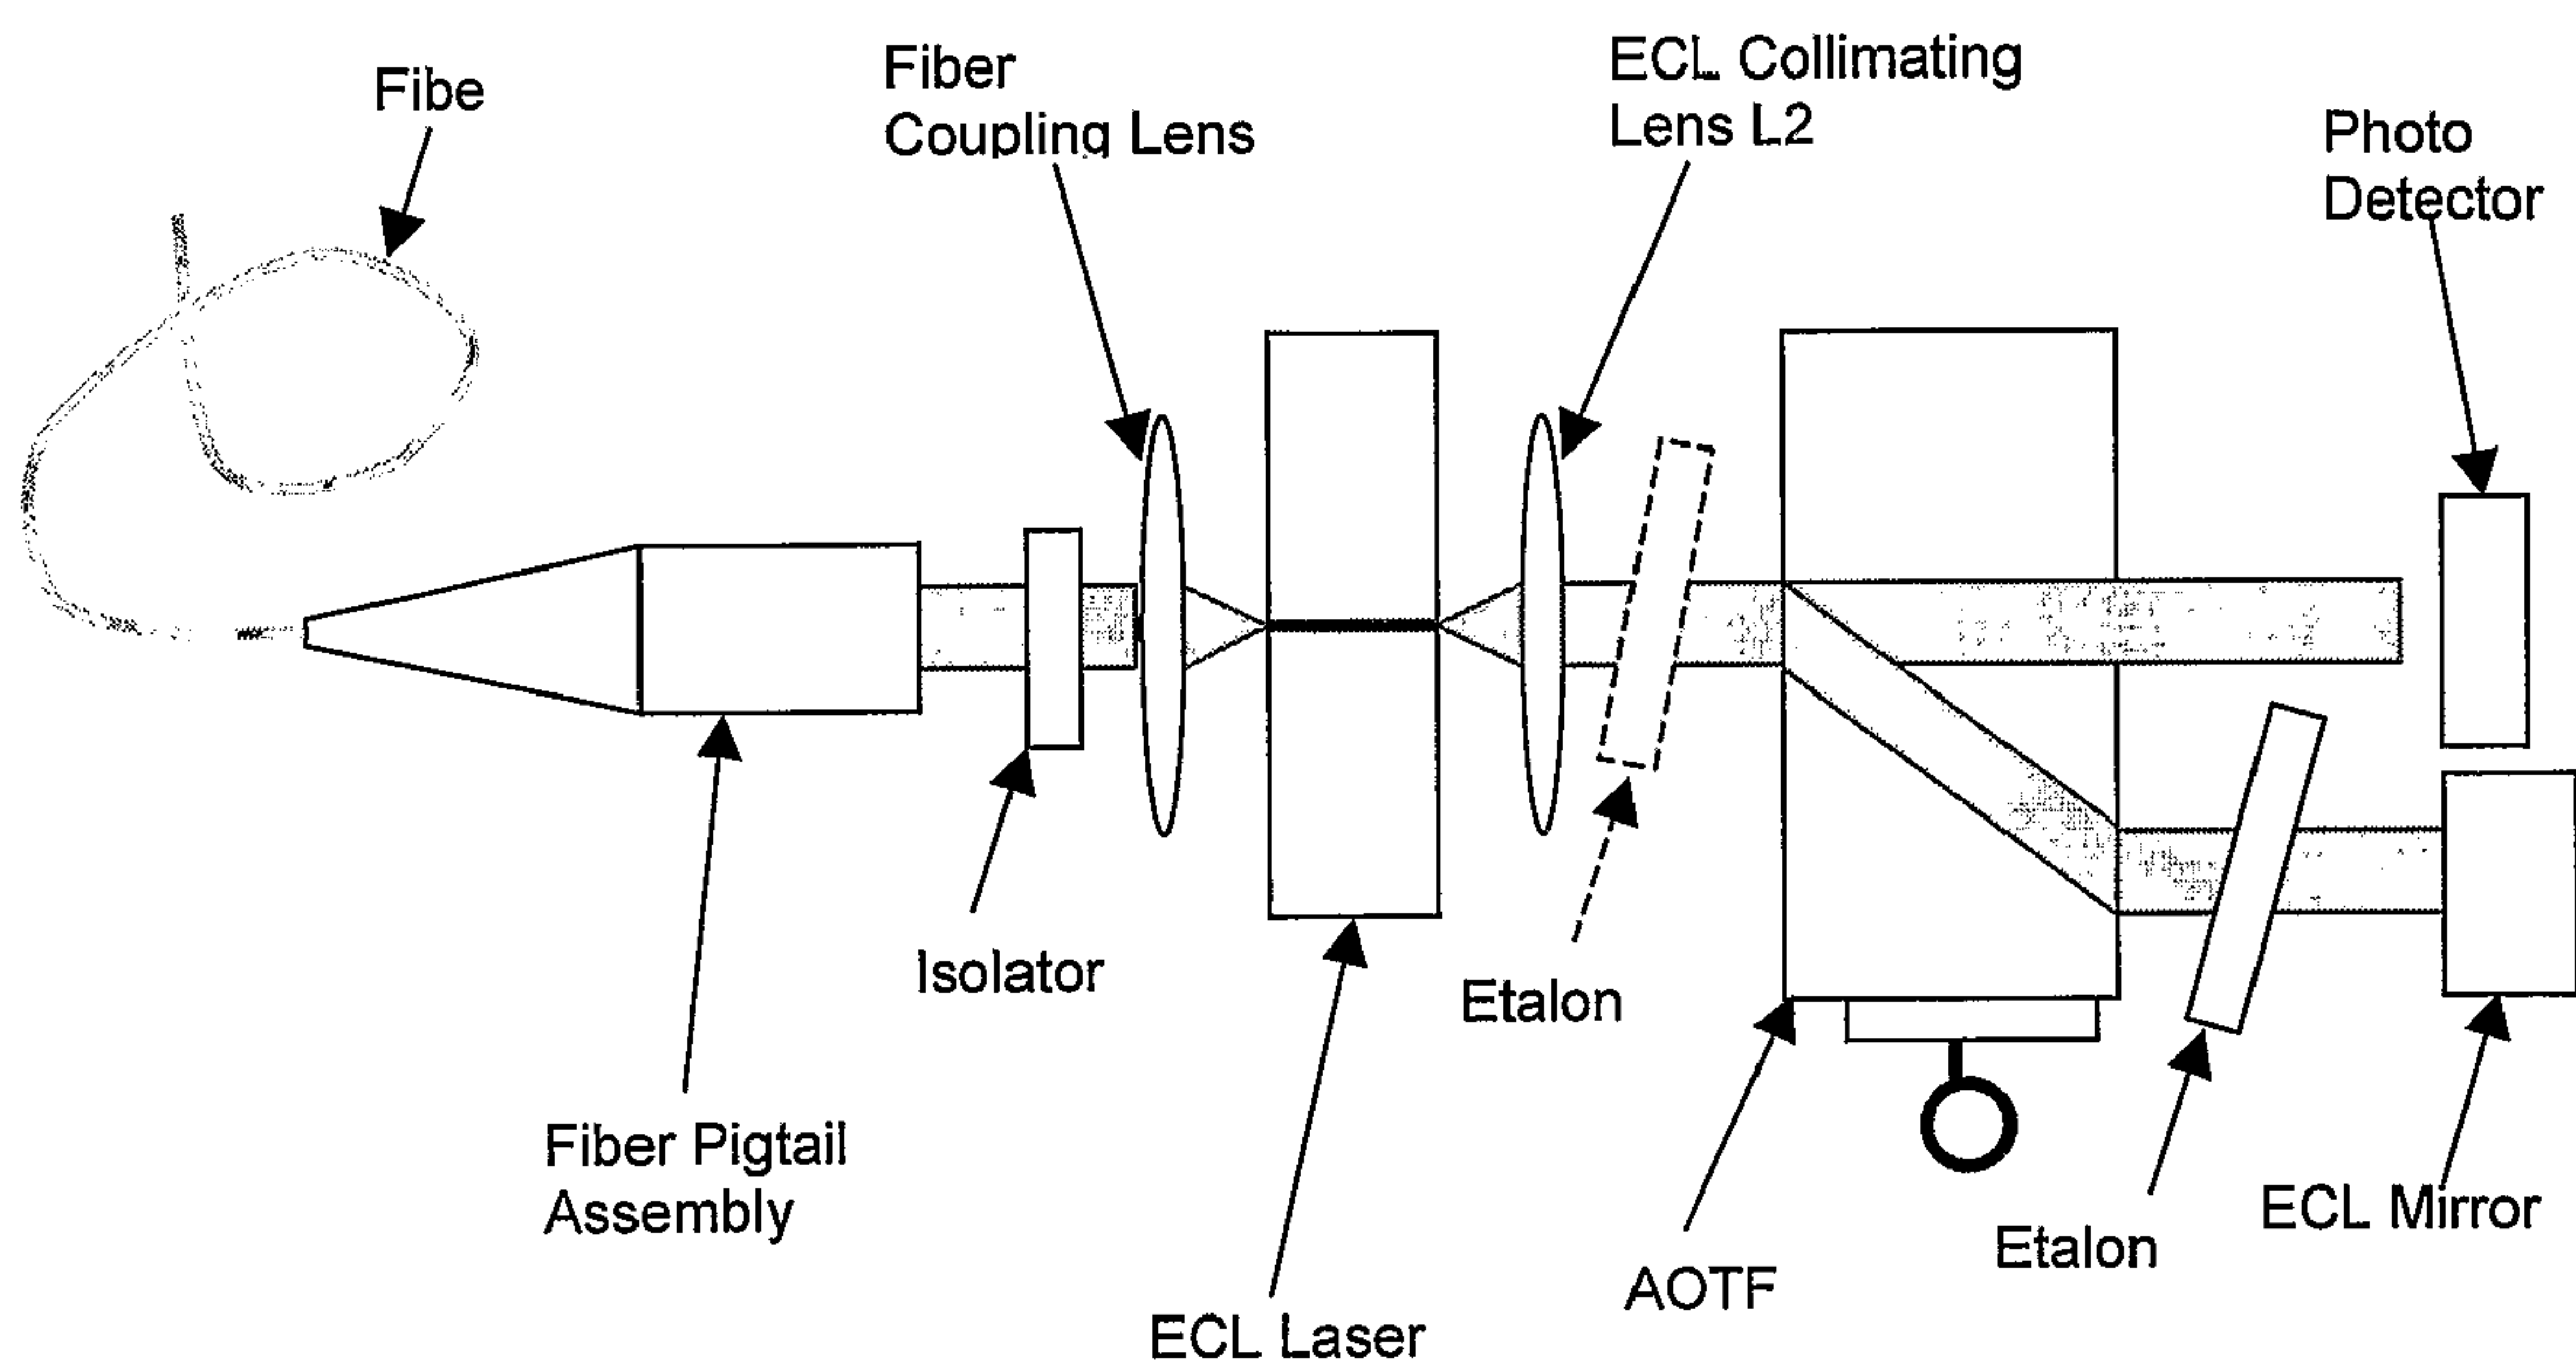 Fibe
Fiber
Coupling Lens
ECL Collimating
Lens L2
Photo
Detector
Isolator
Etalon
Fiber Pigtail
Assembly
ECL Laser
AOTF
Etalon
ECL Mirror